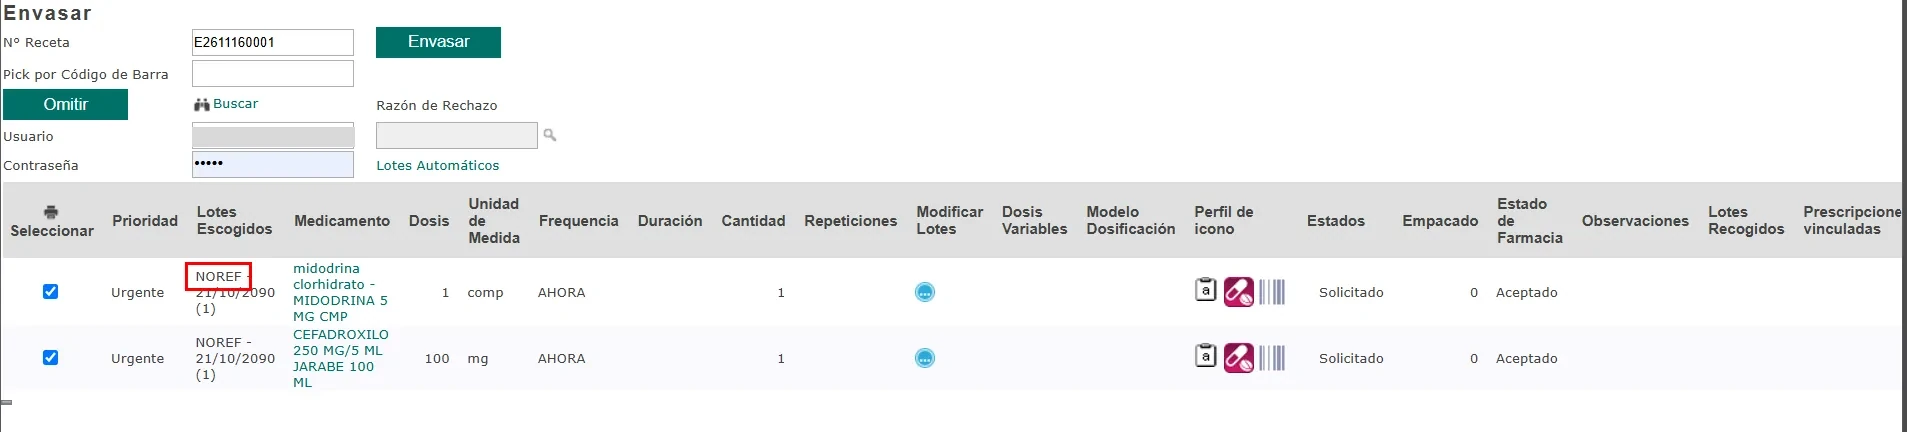 Envasar
N° Receta E2611160001 Envasar
Pick por Código de Barra
Omitir Buscar Razón de Rechazo
Usuario
Contraseña ••••• Lotes Automáticos
Seleccionar Prioridad Lotes Escogidos Medicamento Dosis Unidad de Medida Frequencia Duración Cantidad Repeticiones Modificar Lotes Dosis Variables Modelo Dosificación Perfil de icono Estados Empacado Estado de Farmacia Observaciones Lotes Recogidos Prescripcione vinculadas
Urgente NOREF - 21/10/2090 (1) midodrina clorhidrato - MIDODRINA 5 MG CMP 1 comp AHORA 1 a Solicitado 0 Aceptado
Urgente NOREF - 21/10/2090 (1) CEFADROXILO 250 MG/5 ML JARABE 100 ML 100 mg AHORA 1 a Solicitado 0 Aceptado